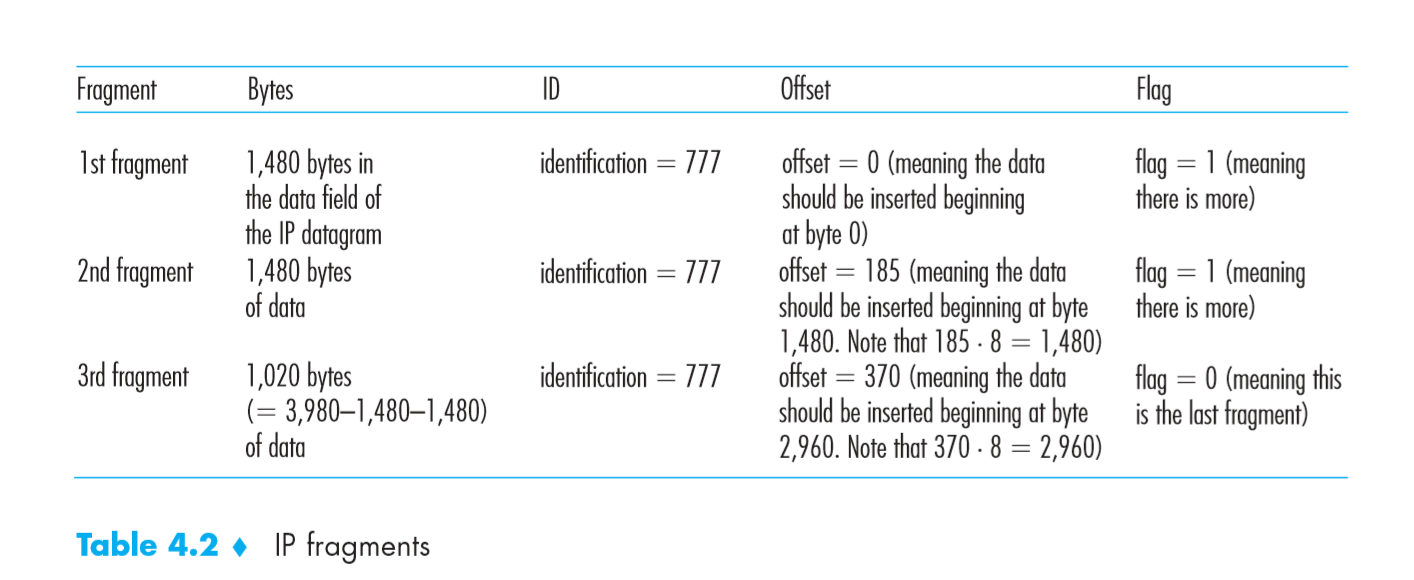 Fragment Bytes ID Offset Flag
1st fragment 1,480 bytes in identification = 777 offset = 0 (meaning the data flag = 1 (meaning
the data field of should be inserted beginning there is more)
the IP datagram at byte 0)
2nd fragment 1,480 bytes identification = 777 offset = 185 (meaning the data flag = 1 (meaning
of data should be inserted beginning at byte there is more)
1,480. Note that 185 · 8 = 1,480)
3rd fragment 1,020 bytes identification = 777 offset = 370 (meaning the data flag = 0 (meaning this
(= 3,980–1,480–1,480) should be inserted beginning at byte is the last fragment)
of data 2,960. Note that 370 · 8 = 2,960)
Table 4.2 ♦ IP fragments